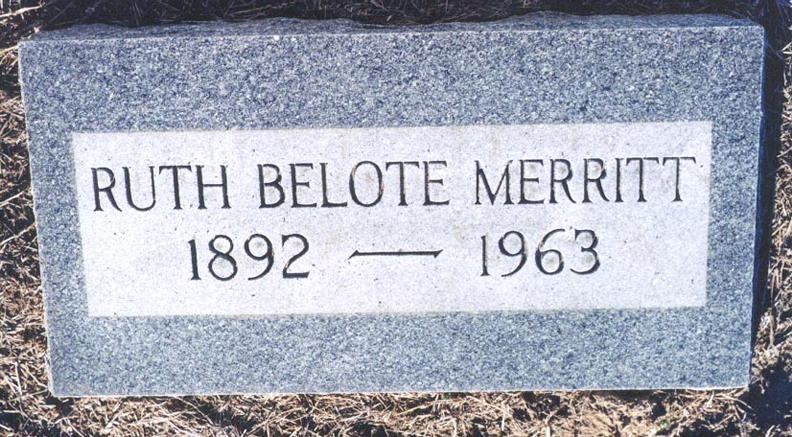 RUTH BELOTE MERRITT
1892 — 1963